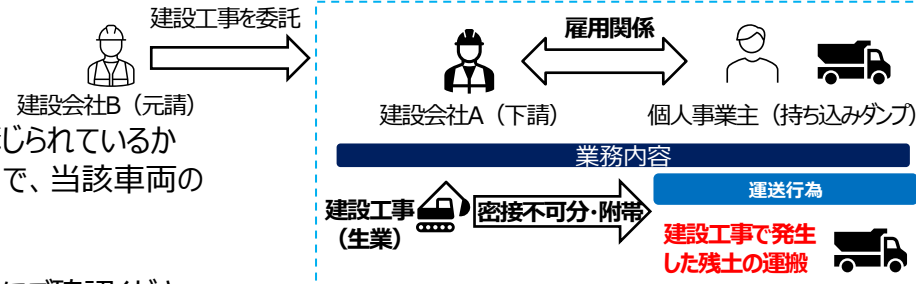 建設工事を委託
雇用関係
建設会社B（元請）
建設会社A（下請）
個人事業主（持ち込みダンプ）
じられているか
で、当該車両の
業務内容
運送行為
建設工事
（生業）
密接不可分・附帯
建設工事で発生
した残土の運搬